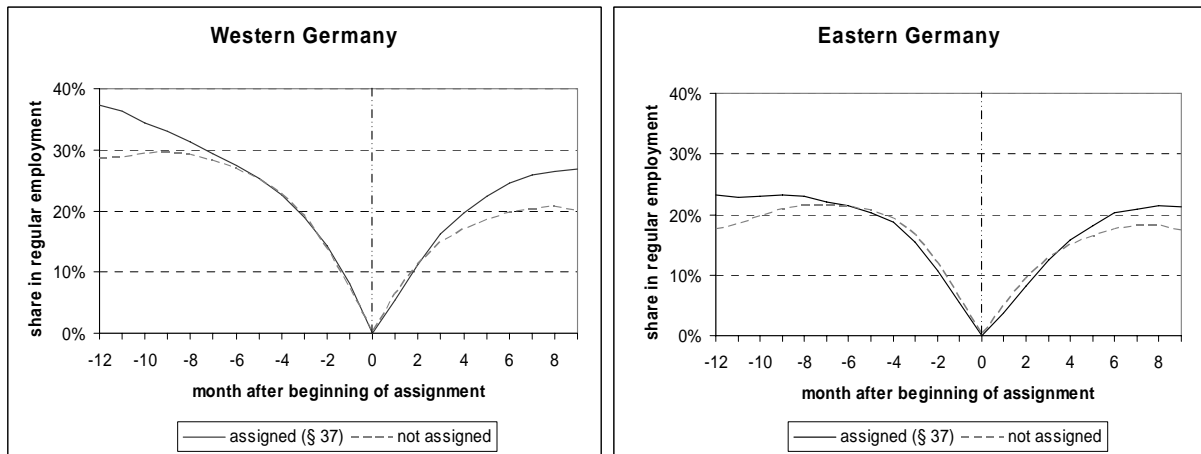 Western Germany
share in regular employment
40%
30%
20%
10%
0%
-12 -10 -8 -6 -4 -2 0 2 4 6 8
month after beginning of assignment
assigned (§ 37) not assigned
Eastern Germany
share in regular employment
40%
30%
20%
10%
0%
-12 -10 -8 -6 -4 -2 0 2 4 6 8
month after beginning of assignment
assigned (§ 37) not assigned